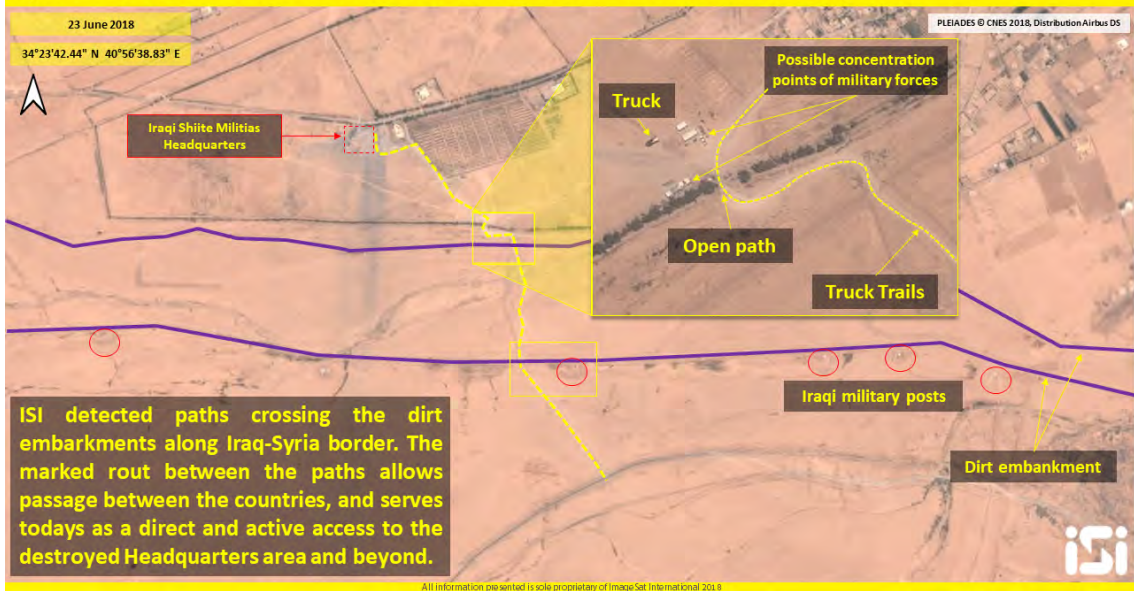 23 June 2018
34°23'42.44" N  40°56'38.83" E
PLEIADES © CNES 2018, Distribution Airbus DS
Iraqi Shiite Militias
Headquarters
Truck
Possible concentration
points of military forces
Open path
Truck Trails
Iraqi military posts
Dirt embankment
ISI detected paths crossing the dirt
embarkments along Iraq-Syria border. The
marked rout between the paths allows
passage between the countries, and serves
todays as a direct and active access to the
destroyed Headquarters area and beyond.
iSi
All information presented is sole proprietary of ImageSat International 2018